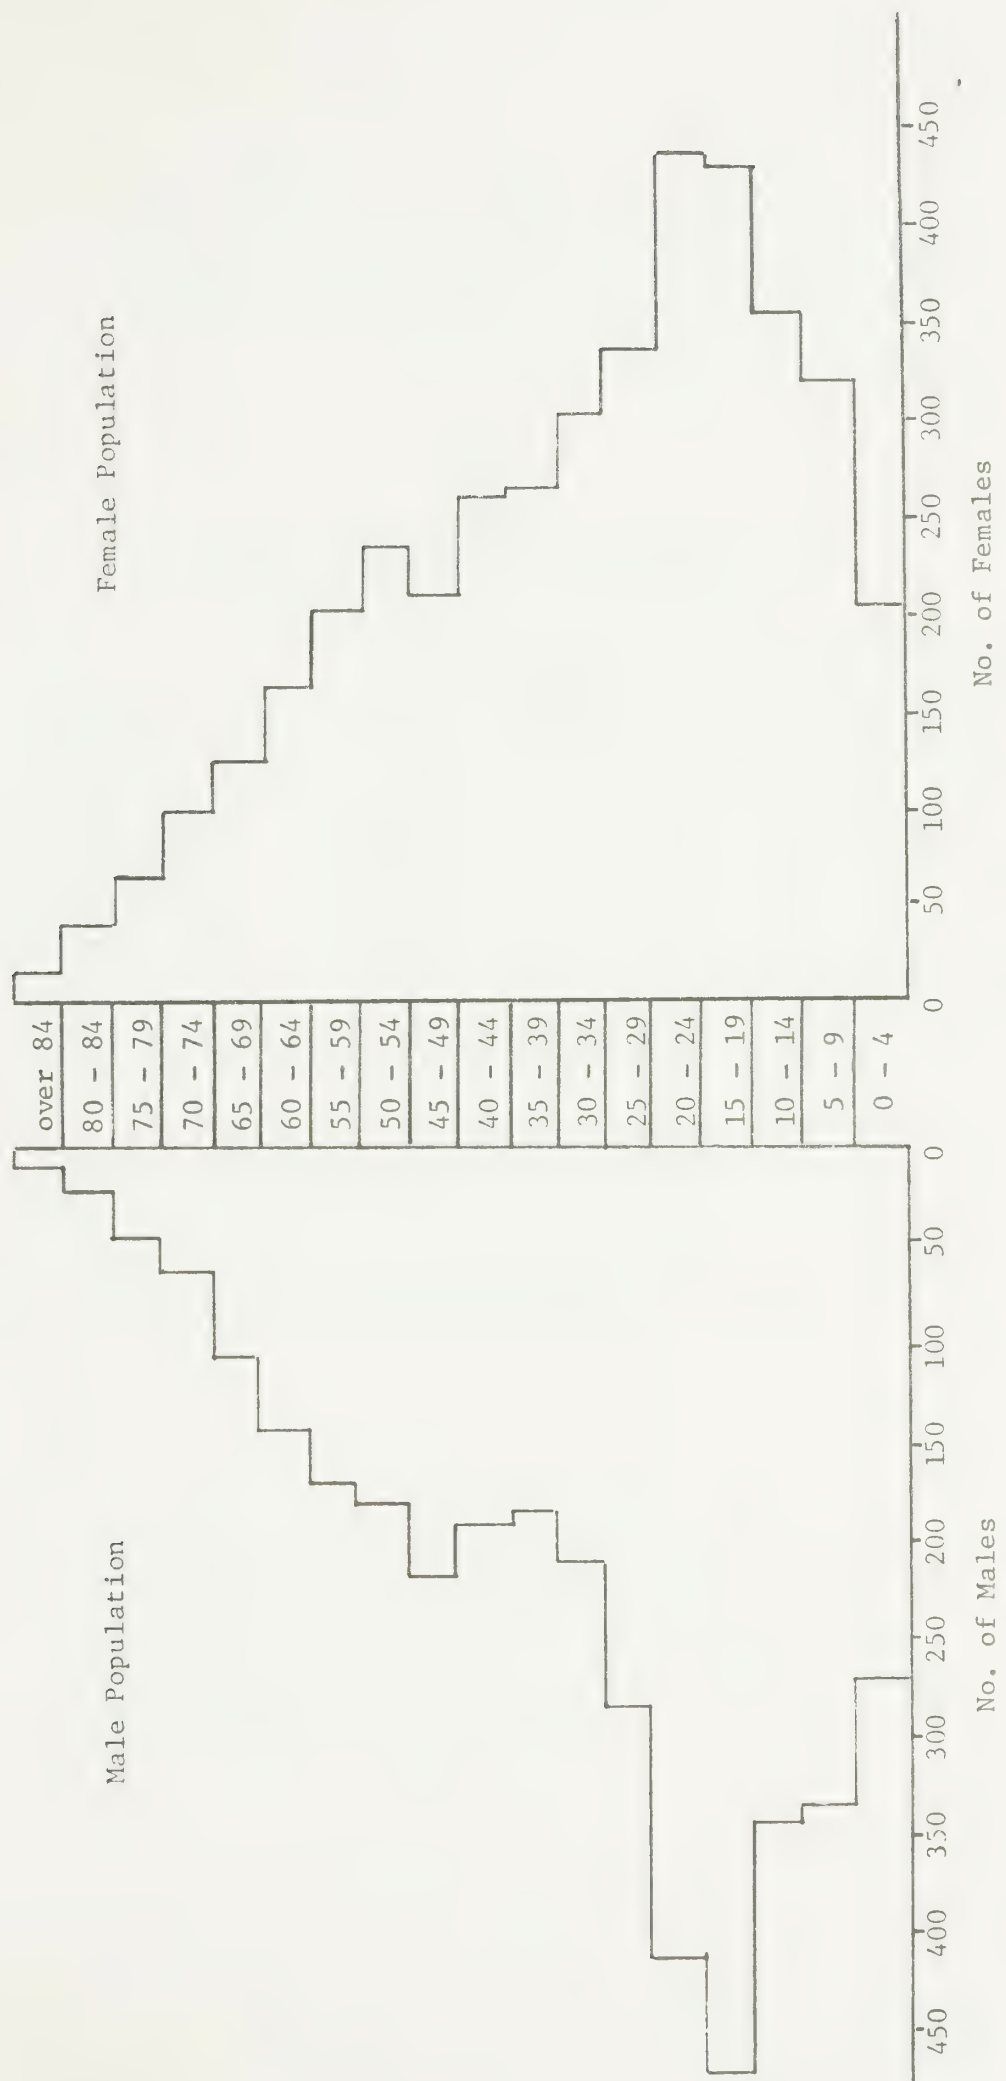 Male Population
Female Population
over 84
80 - 84
75 - 79
70 - 74
65 - 69
60 - 64
55 - 59
50 - 54
45 - 49
40 - 44
35 - 39
30 - 34
25 - 29
20 - 24
15 - 19
10 - 14
5 - 9
0 - 4
450 400 350 300 250 200 150 100 50 0
0 50 100 150 200 250 300 350 400 450
No. of Males
No. of Females